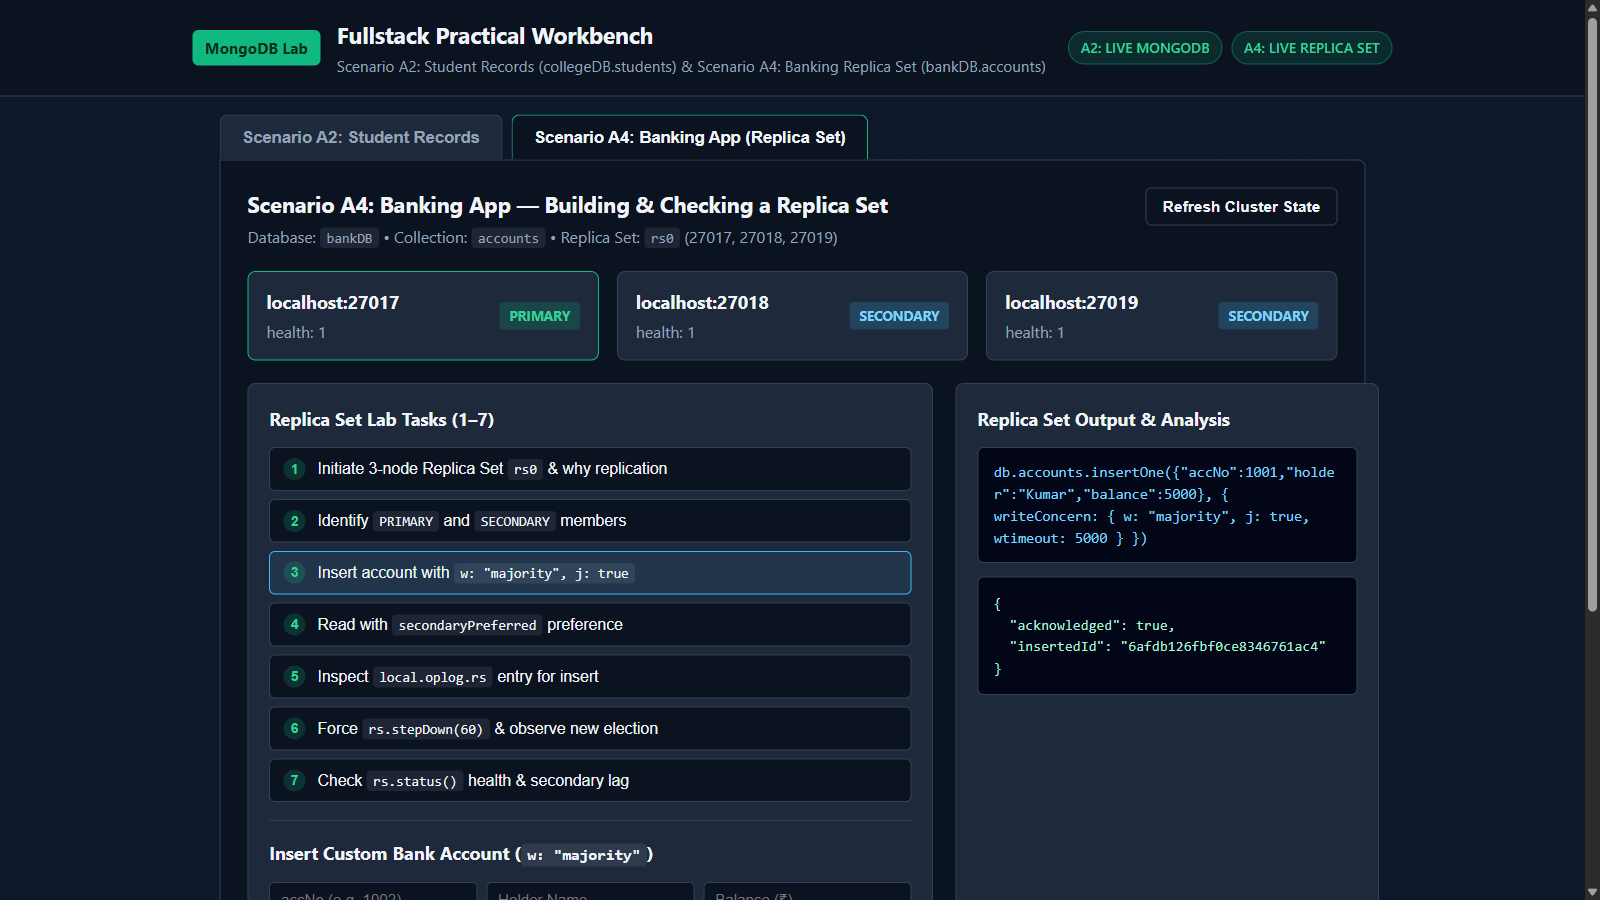 MongoDB Lab
Fullstack Practical Workbench
Scenario A2: Student Records (collegeDB.students) & Scenario A4: Banking Replica Set (bankDB.accounts)
A2: LIVE MONGODB
A4: LIVE REPLICA SET
Scenario A2: Student Records
Scenario A4: Banking App (Replica Set)
Scenario A4: Banking App — Building & Checking a Replica Set
Refresh Cluster State
Database: bankDB • Collection: accounts • Replica Set: rs0 (27017, 27018, 27019)
localhost:27017
health: 1
PRIMARY
localhost:27018
health: 1
SECONDARY
localhost:27019
health: 1
SECONDARY
Replica Set Lab Tasks (1–7)
1 Initiate 3-node Replica Set rs0 & why replication
2 Identify PRIMARY and SECONDARY members
3 Insert account with w: "majority", j: true
4 Read with secondaryPreferred preference
5 Inspect local.oplog.rs entry for insert
6 Force rs.stepDown(60) & observe new election
7 Check rs.status() health & secondary lag
Insert Custom Bank Account ( w: "majority" )
accNo (e.g. 1002)
Holder Name
Balance (₹)
Replica Set Output & Analysis
db.accounts.insertOne({"accNo":1001,"holde
r":"Kumar","balance":5000}, {
writeConcern: { w: "majority", j: true,
wtimeout: 5000 } })
{
"acknowledged": true,
"insertedId": "6afdb126fbf0ce8346761ac4"
}